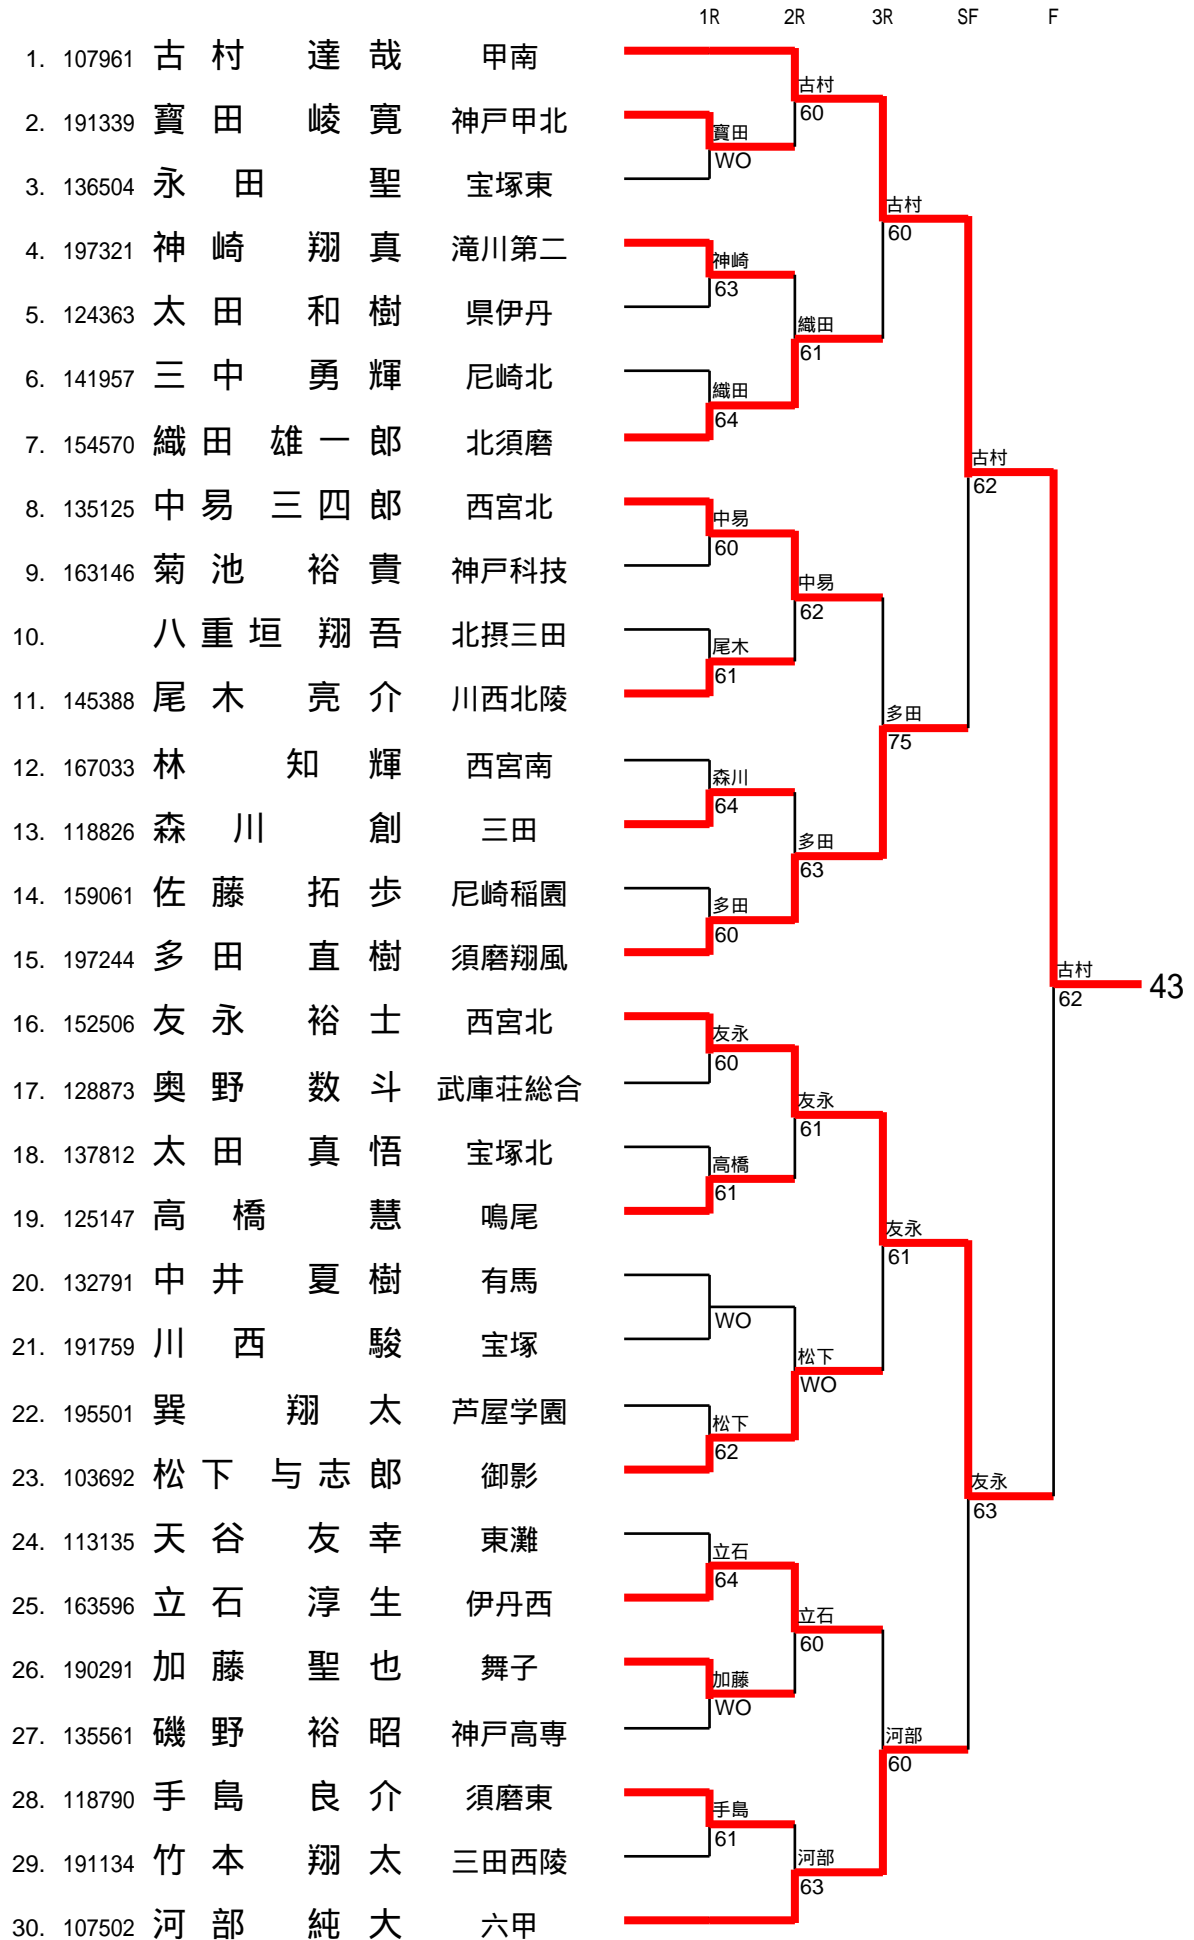 1R 2R 3R SF F
1. 107961 古村 達哉 甲南
2. 191339 寳田 崚寛 神戸甲北
3. 136504 永田 聖 宝塚東
4. 197321 神崎 翔真 滝川第二
5. 124363 太田 和樹 県伊丹
6. 141957 三中 勇輝 尼崎北
7. 154570 織田 雄一郎 北須磨
8. 135125 中易 三四郎 西宮北
9. 163146 菊池 裕貴 神戸科技
10. 八重垣 翔吾 北摂三田
11. 145388 尾木 亮介 川西北陵
12. 167033 林 知輝 西宮南
13. 118826 森川 創 三田
14. 159061 佐藤 拓歩 尼崎稲園
15. 197244 多田 直樹 須磨翔風
16. 152506 友永 裕士 西宮北
17. 128873 奥野 数斗 武庫荘総合
18. 137812 太田 真悟 宝塚北
19. 125147 高橋 慧 鳴尾
20. 132791 中井 夏樹 有馬
21. 191759 川西 駿 宝塚
22. 195501 巽 翔太 芦屋学園
23. 103692 松下 与志郎 御影
24. 113135 天谷 友幸 東灘
25. 163596 立石 淳生 伊丹西
26. 190291 加藤 聖也 舞子
27. 135561 磯野 裕昭 神戸高専
28. 118790 手島 良介 須磨東
29. 191134 竹本 翔太 三田西陵
30. 107502 河部 純大 六甲
寳田
WO
神崎
63
織田
64
中易
60
尾木
61
森川
64
多田
60
友永
60
高橋
61
WO
松下
62
立石
64
加藤
WO
手島
61
古村
60
織田
61
中易
62
多田
63
友永
61
松下
WO
立石
60
河部
63
古村
60
多田
75
友永
61
河部
60
古村
62
友永
63
古村
62
43